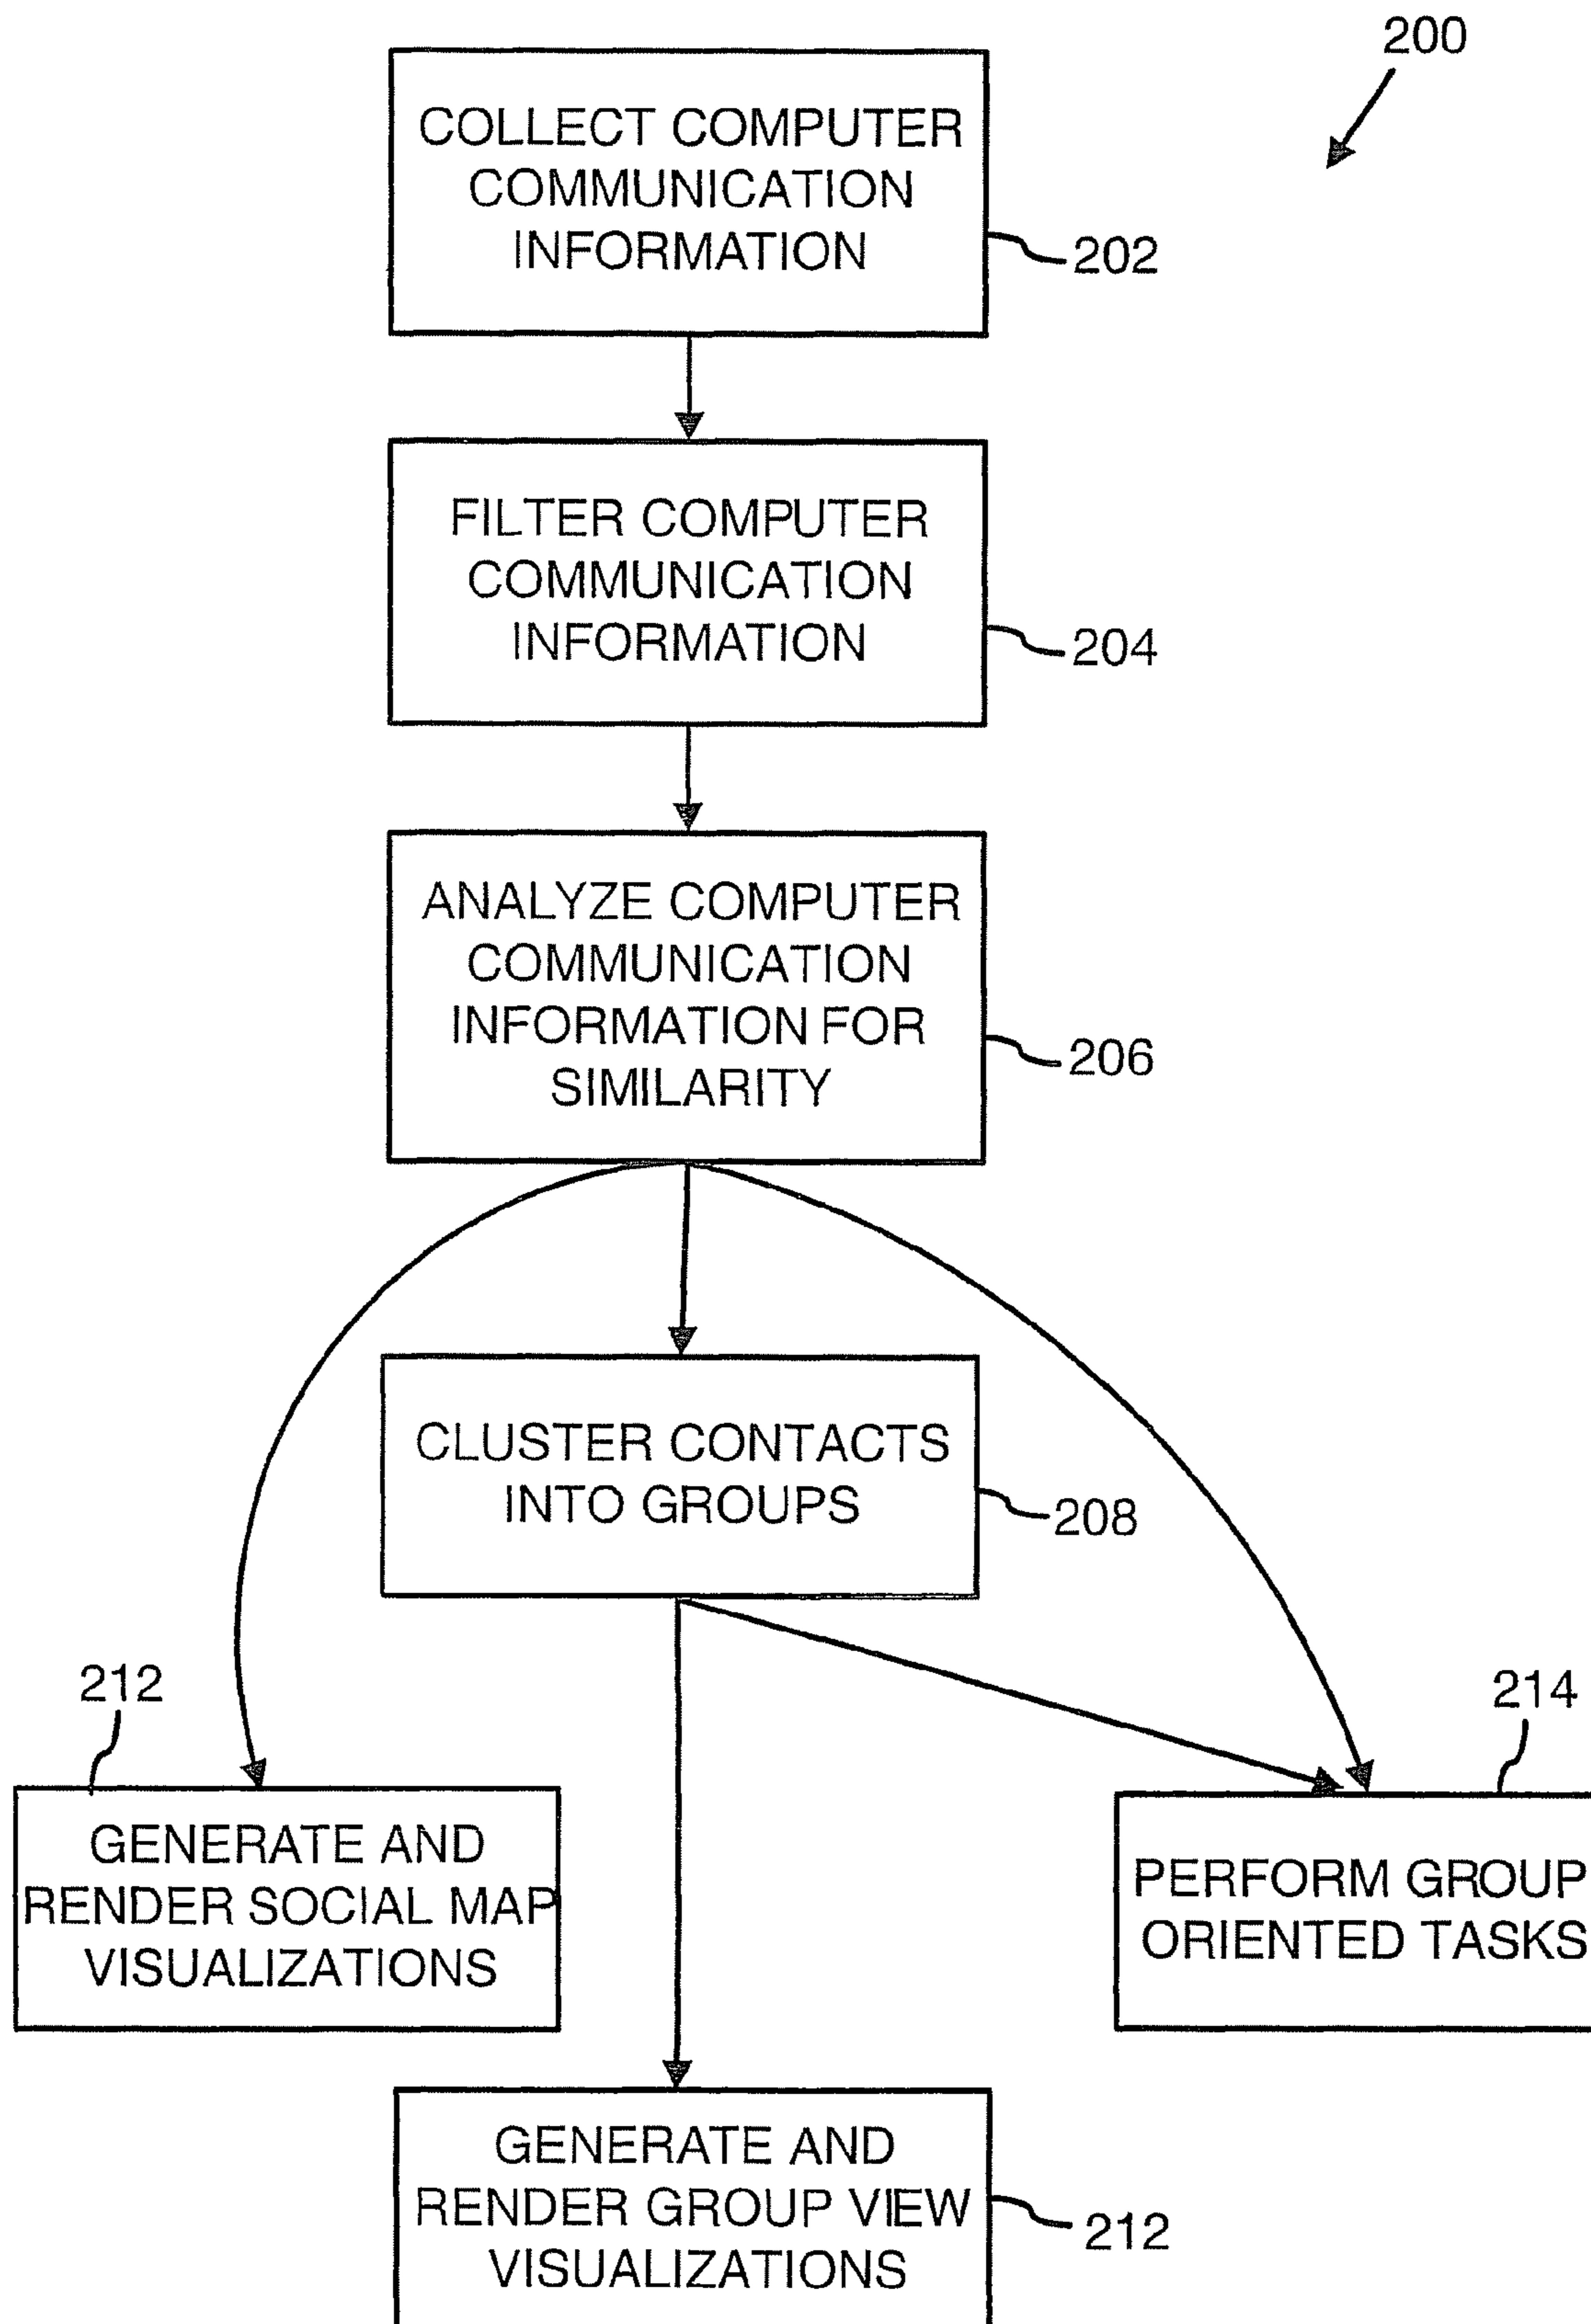 200
COLLECT COMPUTER
COMMUNICATION
INFORMATION
202
FILTER COMPUTER
COMMUNICATION
INFORMATION
204
ANALYZE COMPUTER
COMMUNICATION
INFORMATION FOR
SIMILARITY
206
CLUSTER CONTACTS
INTO GROUPS
208
212
GENERATE AND
RENDER SOCIAL MAP
VISUALIZATIONS
214
PERFORM GROUP
ORIENTED TASKS
GENERATE AND
RENDER GROUP VIEW
VISUALIZATIONS
212